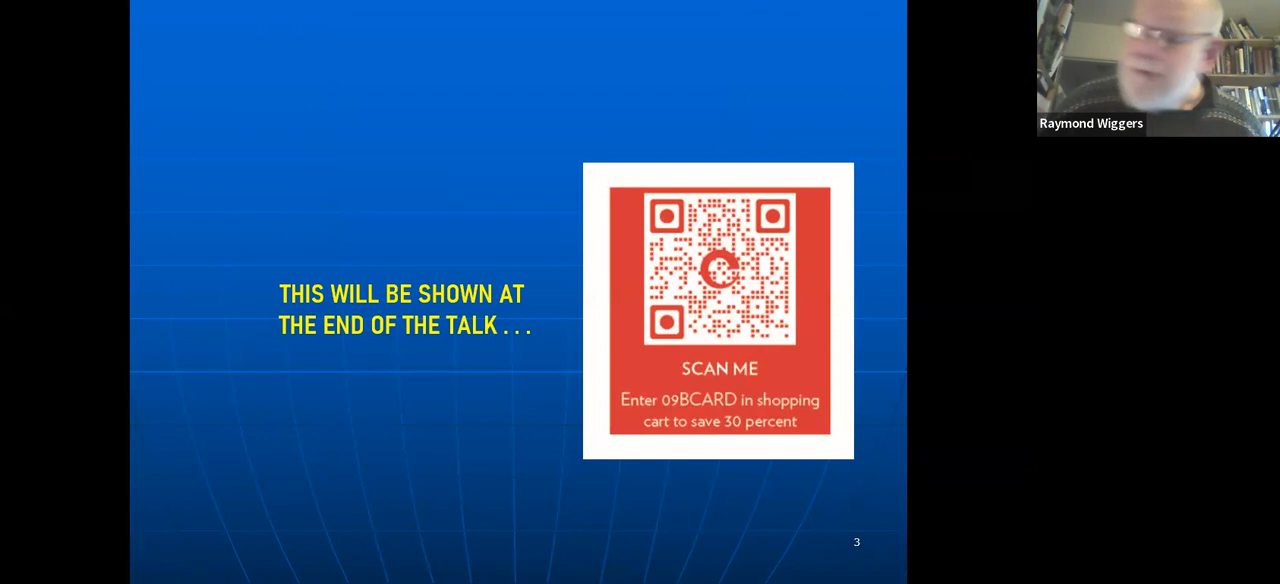 Raymond Wiggers
THIS WILL BE SHOWN AT
THE END OF THE TALK . . .
SCAN ME
Enter 09BCARD in shopping
cart to save 30 percent
3